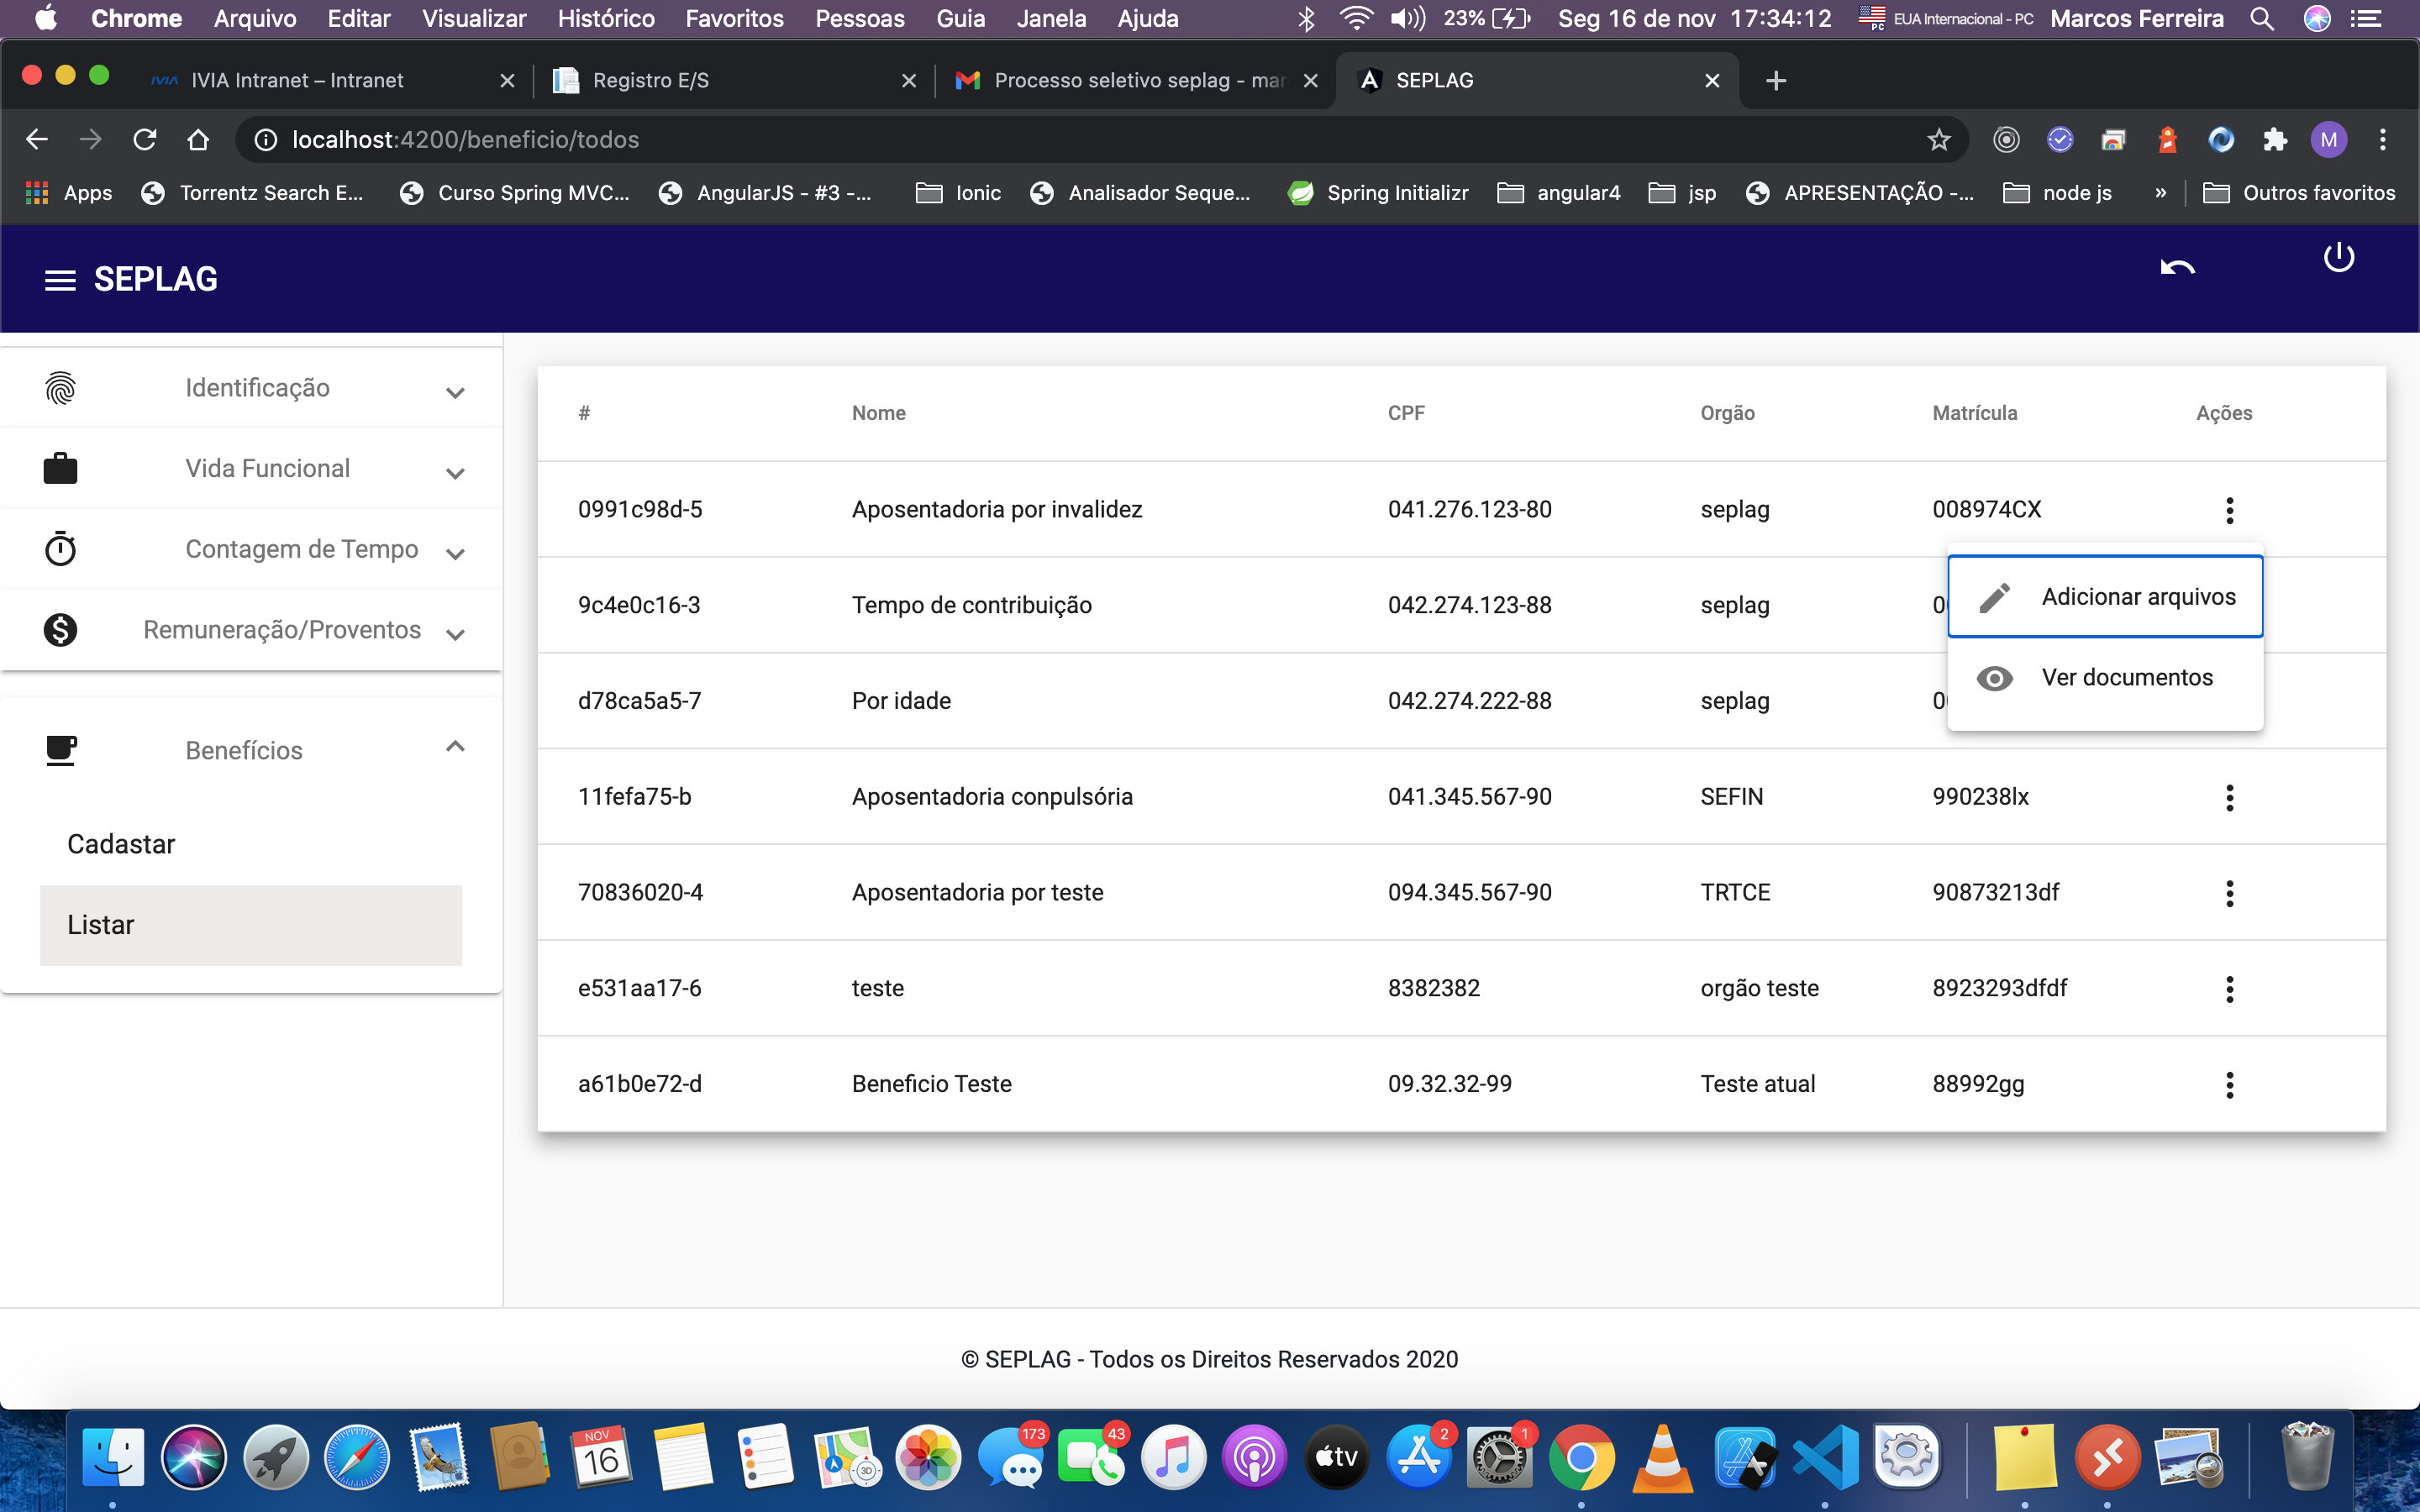 Chrome Arquivo Editar Visualizar Histórico Favoritos Pessoas Guia Janela Ajuda 23% Seg 16 de nov 17:34:12 PC EUA Internacional - PC Marcos Ferreira
IVIA IVIA Intranet – Intranet Registro E/S Processo seletivo seplag - mar SEPLAG
localhost:4200/beneficio/todos M
Apps Torrentz Search E... Curso Spring MVC... AngularJS - #3 -... Ionic Analisador Seque... Spring Initializr angular4 jsp APRESENTAÇÃO -... node js » Outros favoritos
SEPLAG
Identificação
Vida Funcional
Contagem de Tempo
Remuneração/Proventos
Benefícios
Cadastar
Listar
# Nome CPF Orgão Matrícula Ações
0991c98d-5 Aposentadoria por invalidez 041.276.123-80 seplag 008974CX
9c4e0c16-3 Tempo de contribuição 042.274.123-88 seplag
d78ca5a5-7 Por idade 042.274.222-88 seplag
Adicionar arquivos
Ver documentos
11fefa75-b Aposentadoria conpulsória 041.345.567-90 SEFIN 990238lx
70836020-4 Aposentadoria por teste 094.345.567-90 TRTCE 90873213df
e531aa17-6 teste 8382382 orgão teste 8923293dfdf
a61b0e72-d Beneficio Teste 09.32.32-99 Teste atual 88992gg
© SEPLAG - Todos os Direitos Reservados 2020
NOV 16 3D 173 43 tv 2 1